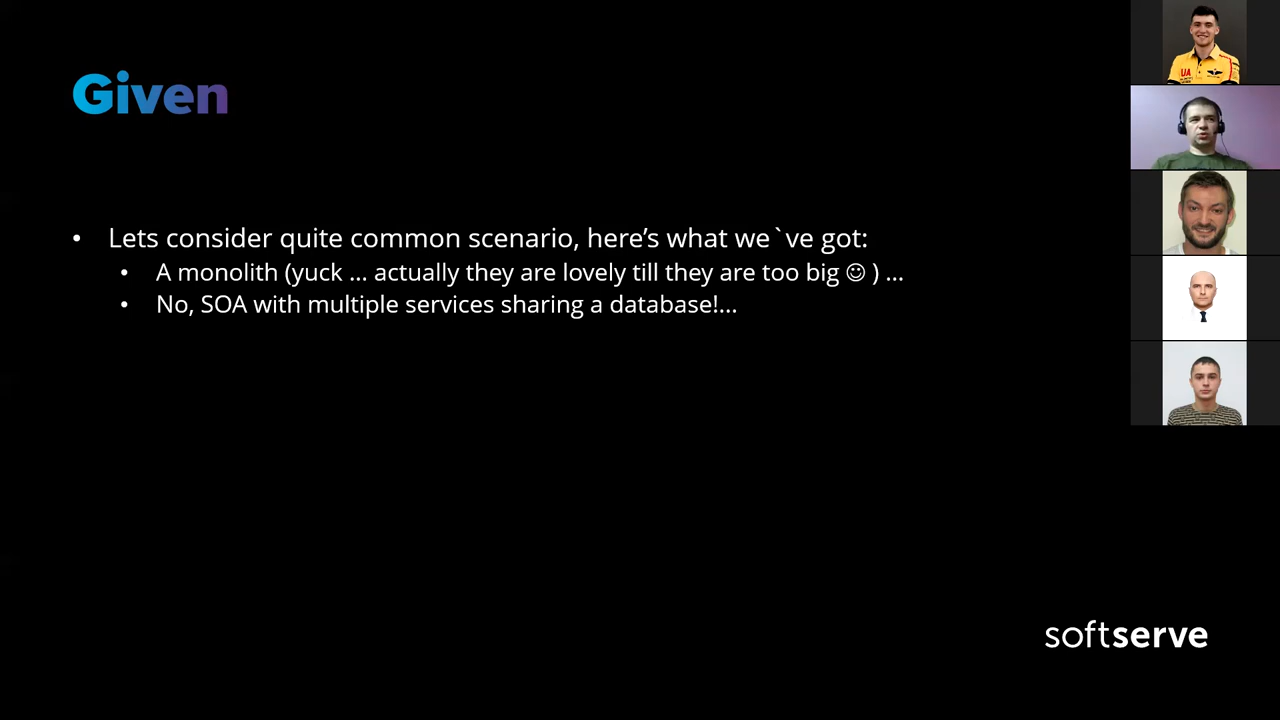 Given
• Lets consider quite common scenario, here’s what we`ve got:
• A monolith (yuck … actually they are lovely till they are too big ☺ ) …
• No, SOA with multiple services sharing a database!…
softserve
UA